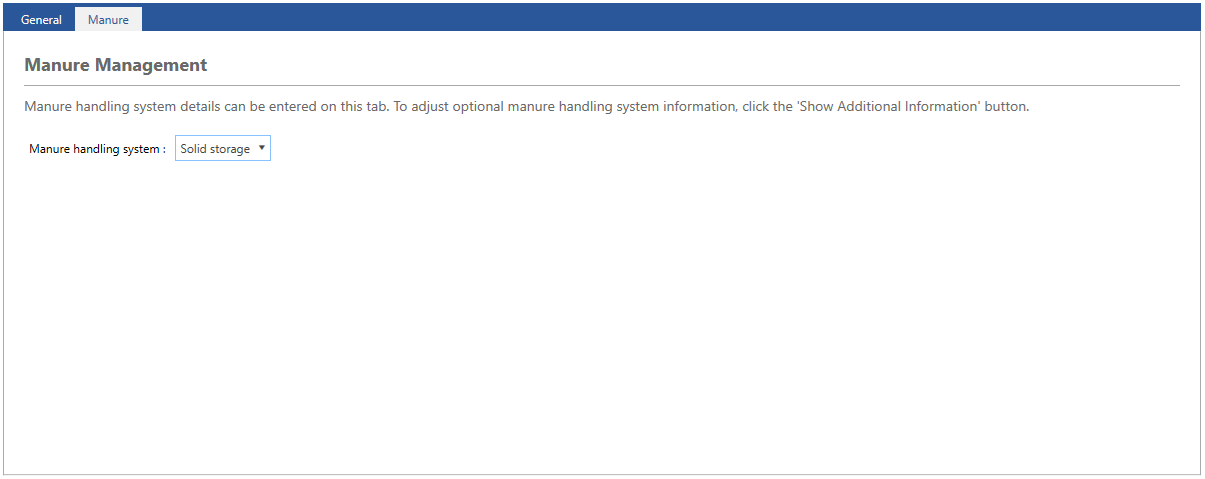 General Manure
Manure Management
Manure handling system details can be entered on this tab. To adjust optional manure handling system information, click the 'Show Additional Information' button.
Manure handling system : Solid storage